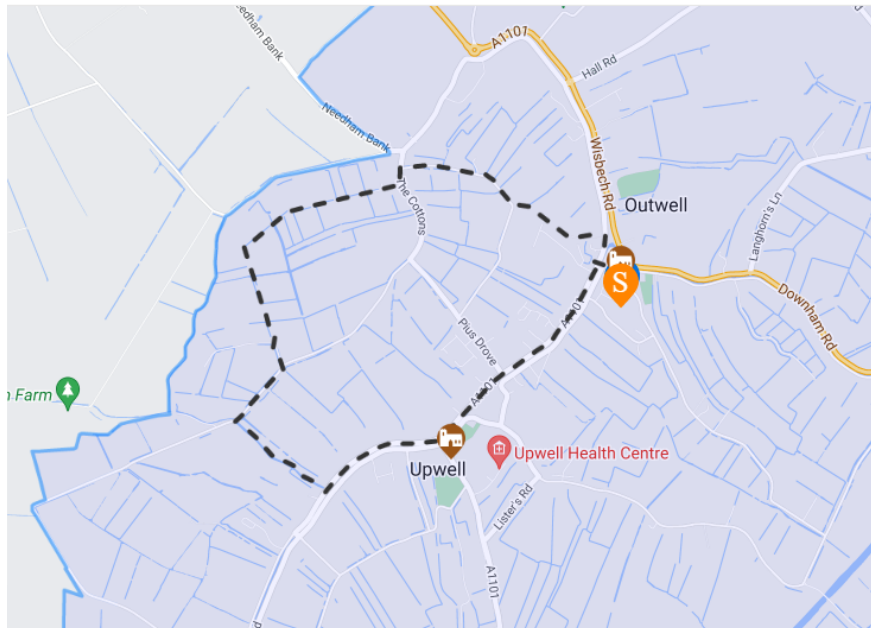 A1101
Needham Bank
Hall Rd
Needham Bank
Wisbech Rd
Langhorn's Ln
The Cottons
Outwell
S
Downham Rd
A1101
Pius Drove
Farm
A1101
Upwell
Upwell Health Centre
Lister's Rd
A1101